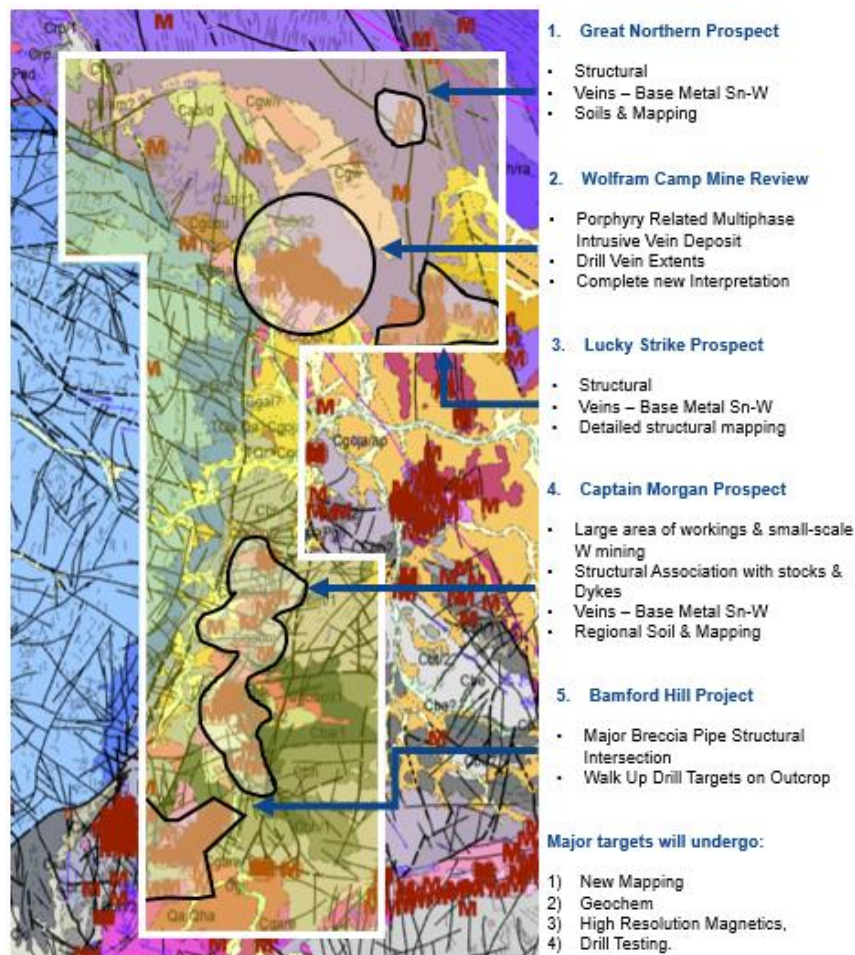 1. Great Northern Prospect
• Structural
• Veins – Base Metal Sn-W
• Soils & Mapping
2. Wolfram Camp Mine Review
• Porphyry Related Multiphase
Intrusive Vein Deposit
• Drill Vein Extents
• Complete new Interpretation
3. Lucky Strike Prospect
• Structural
• Veins – Base Metal Sn-W
• Detailed structural mapping
4. Captain Morgan Prospect
• Large area of workings & small-scale
W mining
• Structural Association with stocks &
Dykes
• Veins – Base Metal Sn-W
• Regional Soil & Mapping
5. Bamford Hill Project
• Major Breccia Pipe Structural
Intersection
• Walk Up Drill Targets on Outcrop
Major targets will undergo:
1) New Mapping
2) Geochem
3) High Resolution Magnetics,
4) Drill Testing.